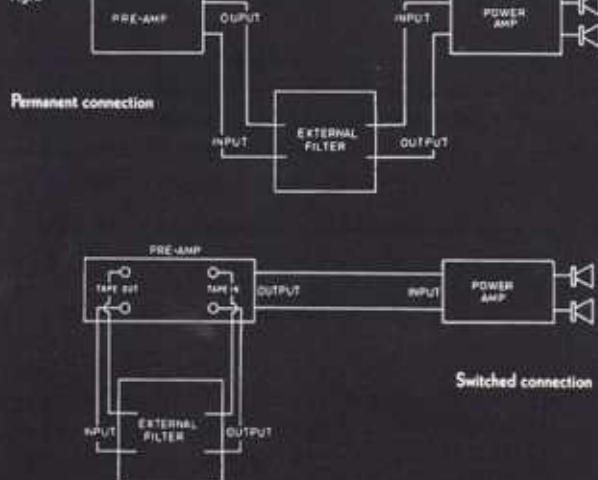 PRE-AMP
OUPUT
INPUT
POWER
AMP
Permanent connection
INPUT
EXTERNAL
FILTER
OUTPUT
PRE-AMP
TAPE OUT
TAPE IN
OUTPUT
INPUT
POWER
AMP
Switched connection
INPUT
EXTERNAL
FILTER
OUTPUT